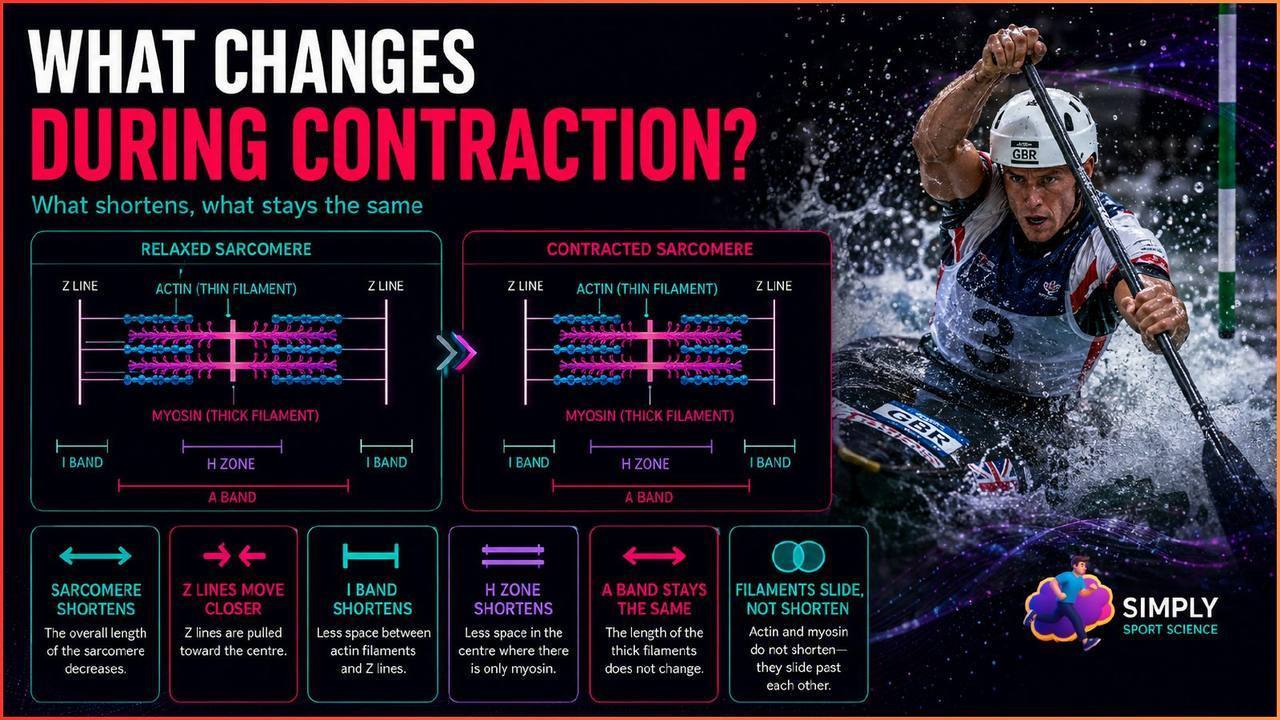 WHAT CHANGES
DURING CONTRACTION?
What shortens, what stays the same
RELAXED SARCOMERE
Z LINE
ACTIN (THIN FILAMENT)
Z LINE
MYOSIN (THICK FILAMENT)
I BAND
H ZONE
I BAND
A BAND
CONTRACTED SARCOMERE
Z LINE
ACTIN (THIN FILAMENT)
Z LINE
MYOSIN (THICK FILAMENT)
I BAND
H ZONE
I BAND
A BAND
SARCOMERE
SHORTENS
The overall length
of the sarcomere
decreases.
Z LINES MOVE
CLOSER
Z lines are pulled
toward the centre.
I BAND
SHORTENS
Less space between
actin filaments
and Z lines.
H ZONE
SHORTENS
Less space in the
centre where there
is only myosin.
A BAND STAYS
THE SAME
The length of the
thick filaments
does not change.
FILAMENTS SLIDE,
NOT SHORTEN
Actin and myosin
do not shorten—
they slide past
each other.
GBR
3
GBR
SIMPLY
SPORT SCIENCE